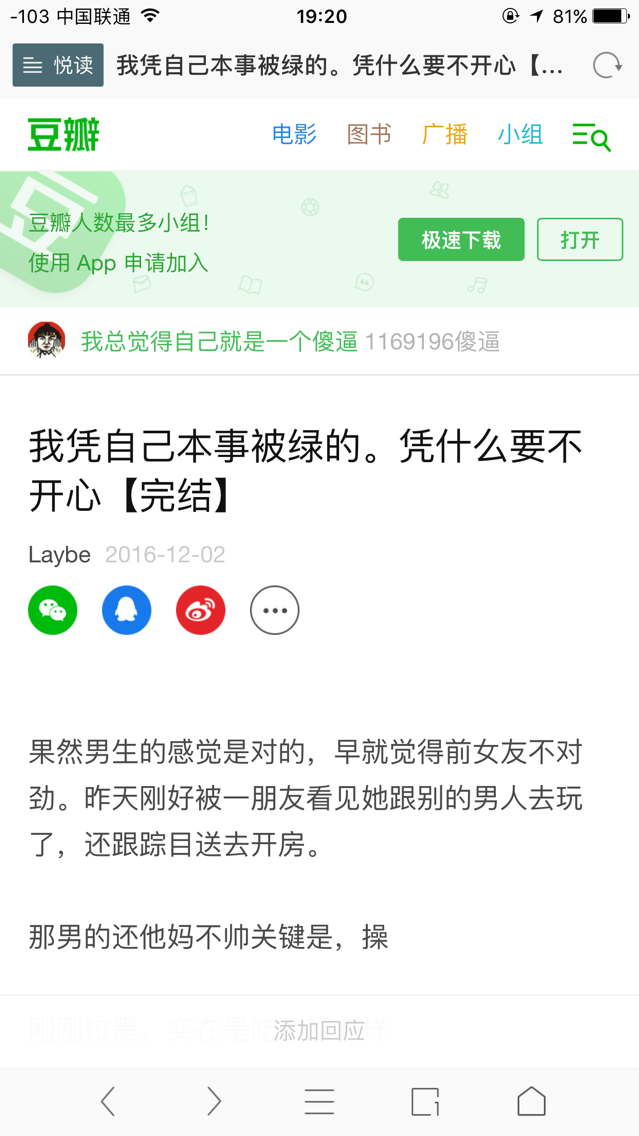 -103 中国联通 19:20 81%
悦读 我凭自己本事被绿的。凭什么要不开心【...
豆瓣 电影 图书 广播 小组
豆
豆瓣人数最多小组!
使用 App 申请加入
极速下载 打开
我总觉得自己就是一个傻逼 1169196傻逼
我凭自己本事被绿的。凭什么要不
开心【完结】
Laybe 2016-12-02
果然男生的感觉是对的，早就觉得前女友不对
劲。昨天刚好被一朋友看见她跟别的男人去玩
了，还跟踪目送去开房。
那男的还他妈不帅关键是，操
刚刚拉黑，实在是
添加回应
1